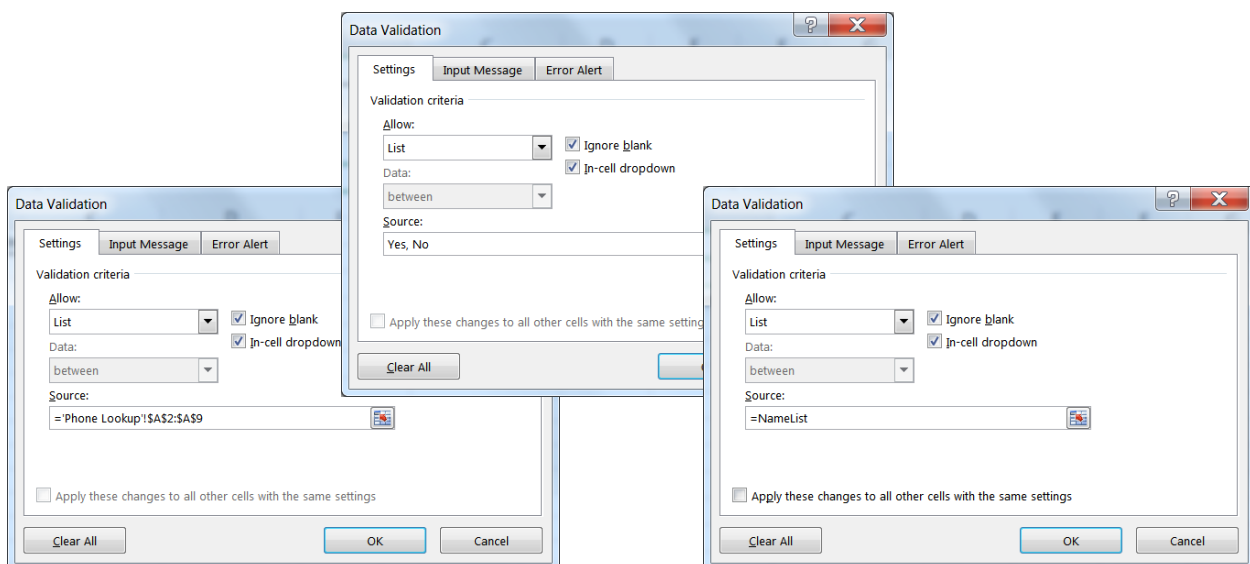 Data Validation
Settings Input Message Error Alert
Validation criteria
Allow:
List
Ignore blank
In-cell dropdown
Data:
between
Source:
Yes, No
Apply these changes to all other cells with the same setting
Clear All
Data Validation
Settings Input Message Error Alert
Validation criteria
Allow:
List
Ignore blank
In-cell dropdown
Data:
between
Source:
='Phone Lookup'!$A$2:$A$9
Apply these changes to all other cells with the same settings
Clear All OK Cancel
Data Validation
Settings Input Message Error Alert
Validation criteria
Allow:
List
Ignore blank
In-cell dropdown
Data:
between
Source:
=NameList
Apply these changes to all other cells with the same settings
Clear All OK Cancel